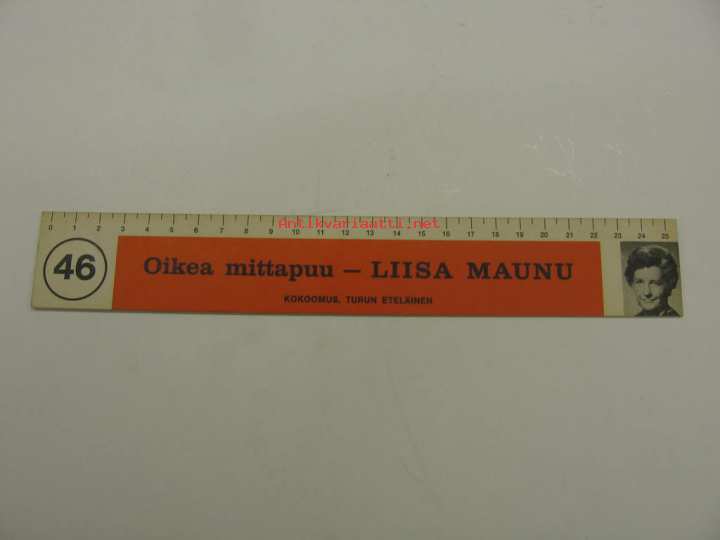 0 1 2 3 4 5 6 7 8 9 10 11 12 13 14 15 16 17 18 19 20 21 22 23 24 25
Antikvariaatti.net
46
Oikea mittapuu – LIISA MAUNU
KOKOOMUS, TURUN ETELÄINEN